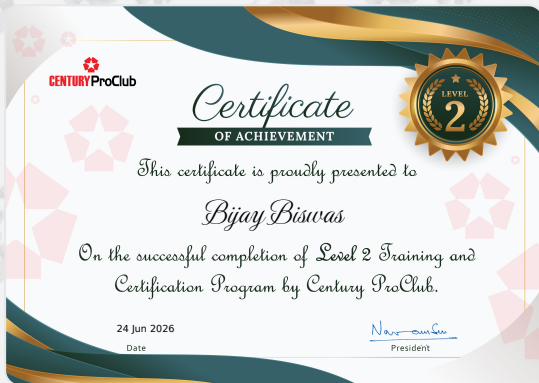 CENTURY ProClub
Certificate
OF ACHIEVEMENT
LEVEL
2
This certificate is proudly presented to
Bijay Biswas
On the successful completion of Level 2 Training and
Certification Program by Century ProClub.
24 Jun 2026
Date
President